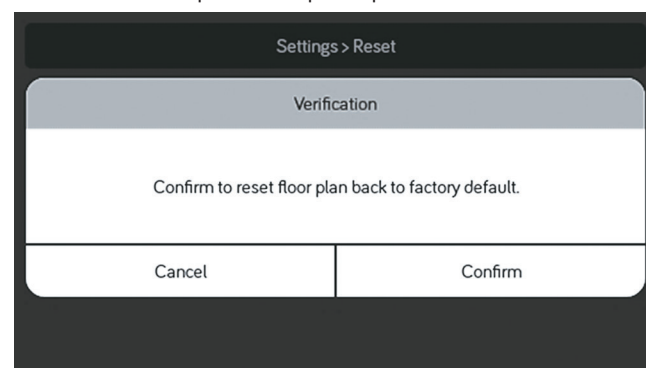 Settings > Reset
Verification
Confirm to reset floor plan back to factory default.
Cancel
Confirm